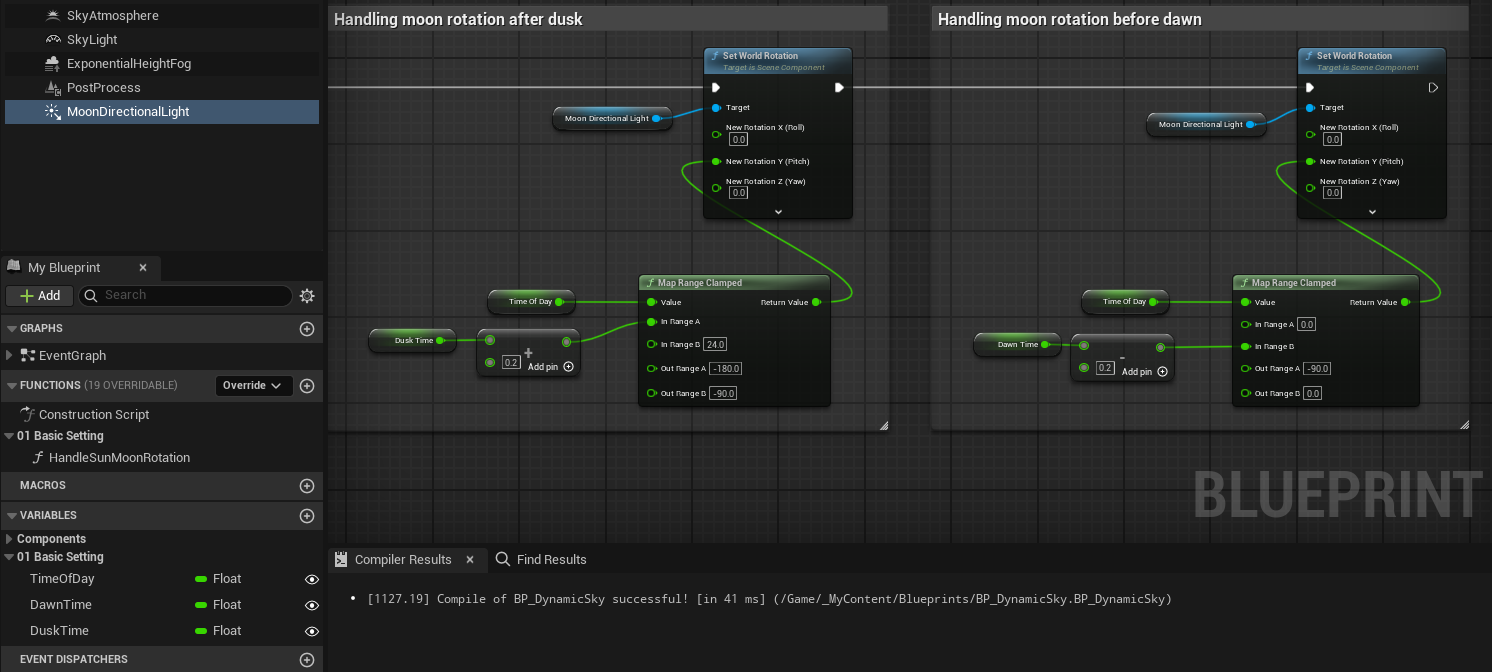 SkyAtmosphere
SkyLight
ExponentialHeightFog
PostProcess
MoonDirectionalLight
My Blueprint
Add
Search
GRAPHS
EventGraph
FUNCTIONS (19 OVERRIDABLE)
Override
Construction Script
01 Basic Setting
HandleSunMoonRotation
MACROS
VARIABLES
Components
01 Basic Setting
TimeOfDay Float
DawnTime Float
DuskTime Float
EVENT DISPATCHERS
Handling moon rotation after dusk
Set World Rotation
Target is Scene Component
Moon Directional Light
Target
New Rotation X (Roll)
0.0
New Rotation Y (Pitch)
New Rotation Z (Yaw)
0.0
Map Range Clamped
Time Of Day
Value
Return Value
Dusk Time
0.2
+
Add pin
In Range A
In Range B 24.0
Out Range A -180.0
Out Range B -90.0
Handling moon rotation before dawn
Set World Rotation
Target is Scene Component
Moon Directional Light
Target
New Rotation X (Roll)
0.0
New Rotation Y (Pitch)
New Rotation Z (Yaw)
0.0
Map Range Clamped
Time Of Day
Value
Return Value
Dawn Time
0.2
-
Add pin
In Range A 0.0
In Range B
Out Range A -90.0
Out Range B 0.0
BLUEPRINT
Compiler Results
Find Results
[1127.19] Compile of BP_DynamicSky successful! [in 41 ms] (/Game/_MyContent/Blueprints/BP_DynamicSky.BP_DynamicSky)